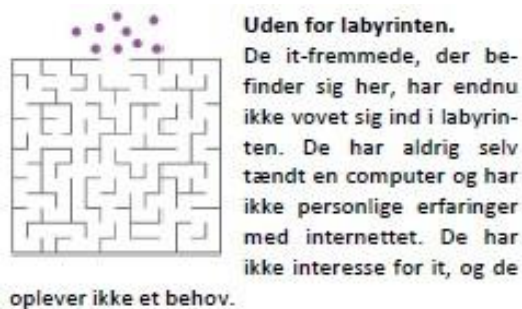 Uden for labyrinten.
De it-fremmede, der be-
finder sig her, har endnu
ikke vovet sig ind i labyrin-
ten. De har aldrig selv
tændt en computer og har
ikke personlige erfaringer
med internettet. De har
ikke interesse for it, og de
oplever ikke et behov.